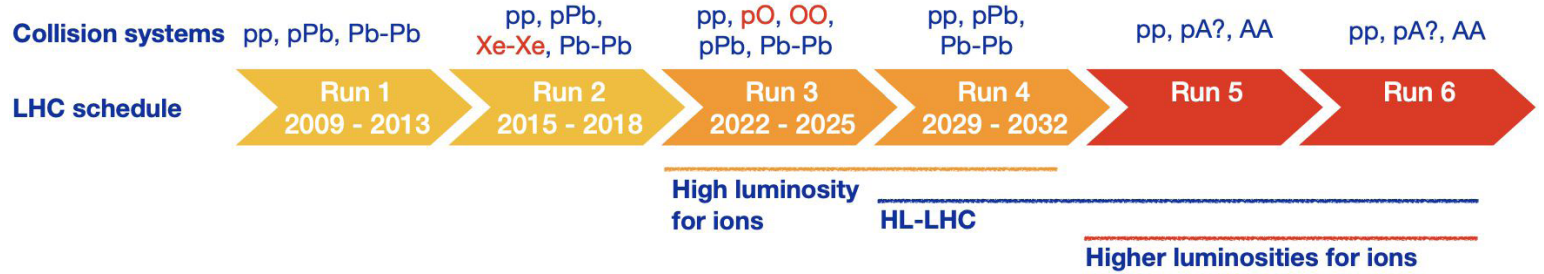 Collision systems
pp, pPb, Pb-Pb
pp, pPb,
Xe-Xe, Pb-Pb
pp, pO, OO,
pPb, Pb-Pb
pp, pPb,
Pb-Pb
pp, pA?, AA
pp, pA?, AA
LHC schedule
Run 1
2009 - 2013
Run 2
2015 - 2018
Run 3
2022 - 2025
Run 4
2029 - 2032
Run 5
Run 6
High luminosity
for ions
HL-LHC
Higher luminosities for ions